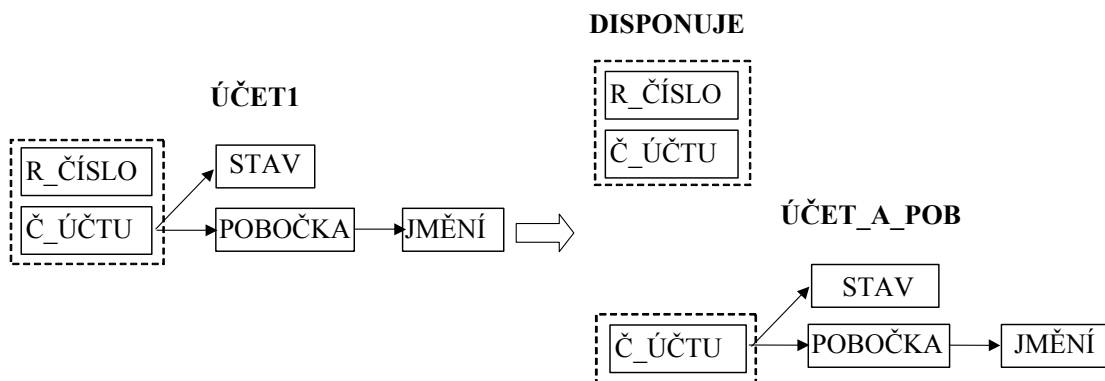 DISPONUJE
R_ČÍSLO
Č_ÚČTU
ÚČET1
R_ČÍSLO
STAV
Č_ÚČTU
POBOČKA
JMĚNÍ
ÚČET_A_POB
STAV
Č_ÚČTU
POBOČKA
JMĚNÍ